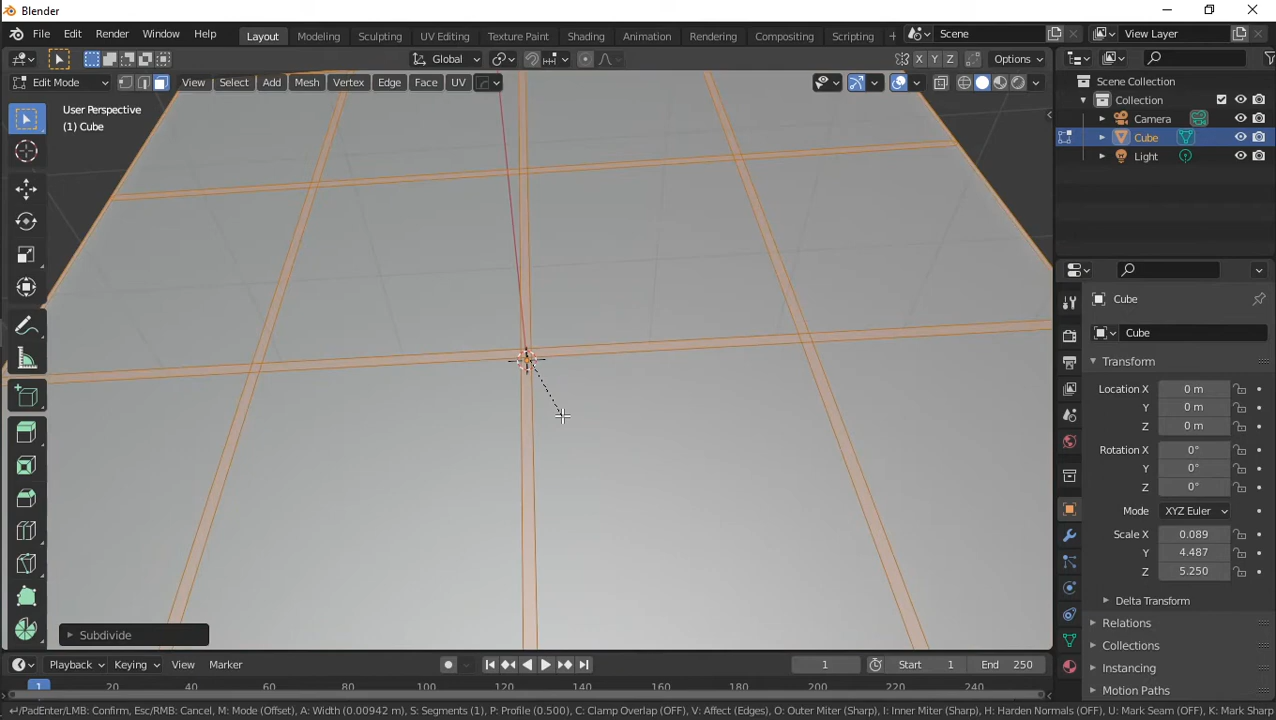 Blender
File Edit Render Window Help Layout Modeling Sculpting UV Editing Texture Paint Shading Animation Rendering Compositing Scripting + Scene View Layer
Global X Y Z Options
Edit Mode View Select Add Mesh Vertex Edge Face UV
User Perspective
(1) Cube
Scene Collection
Collection
Camera
Cube
Light
Cube
Cube
Transform
Location X 0 m
Y 0 m
Z 0 m
Rotation X 0°
Y 0°
Z 0°
Mode XYZ Euler
Scale X 0.089
Y 4.487
Z 5.250
Delta Transform
Relations
Collections
Instancing
Motion Paths
Subdivide
Playback Keying View Marker 1 Start 1 End 250
1 20 40 60 80 100 120 140 160 180 200 220 240
/PadEnter/LMB: Confirm, Esc/RMB: Cancel, M: Mode (Offset), A: Width (0.00942 m), S: Segments (1), P: Profile (0.500), C: Clamp Overlap (OFF), V: Affect (Edges), O: Outer Miter (Sharp), I: Inner Miter (Sharp), H: Harden Normals (OFF), U: Mark Seam (OFF), K: Mark Sharp